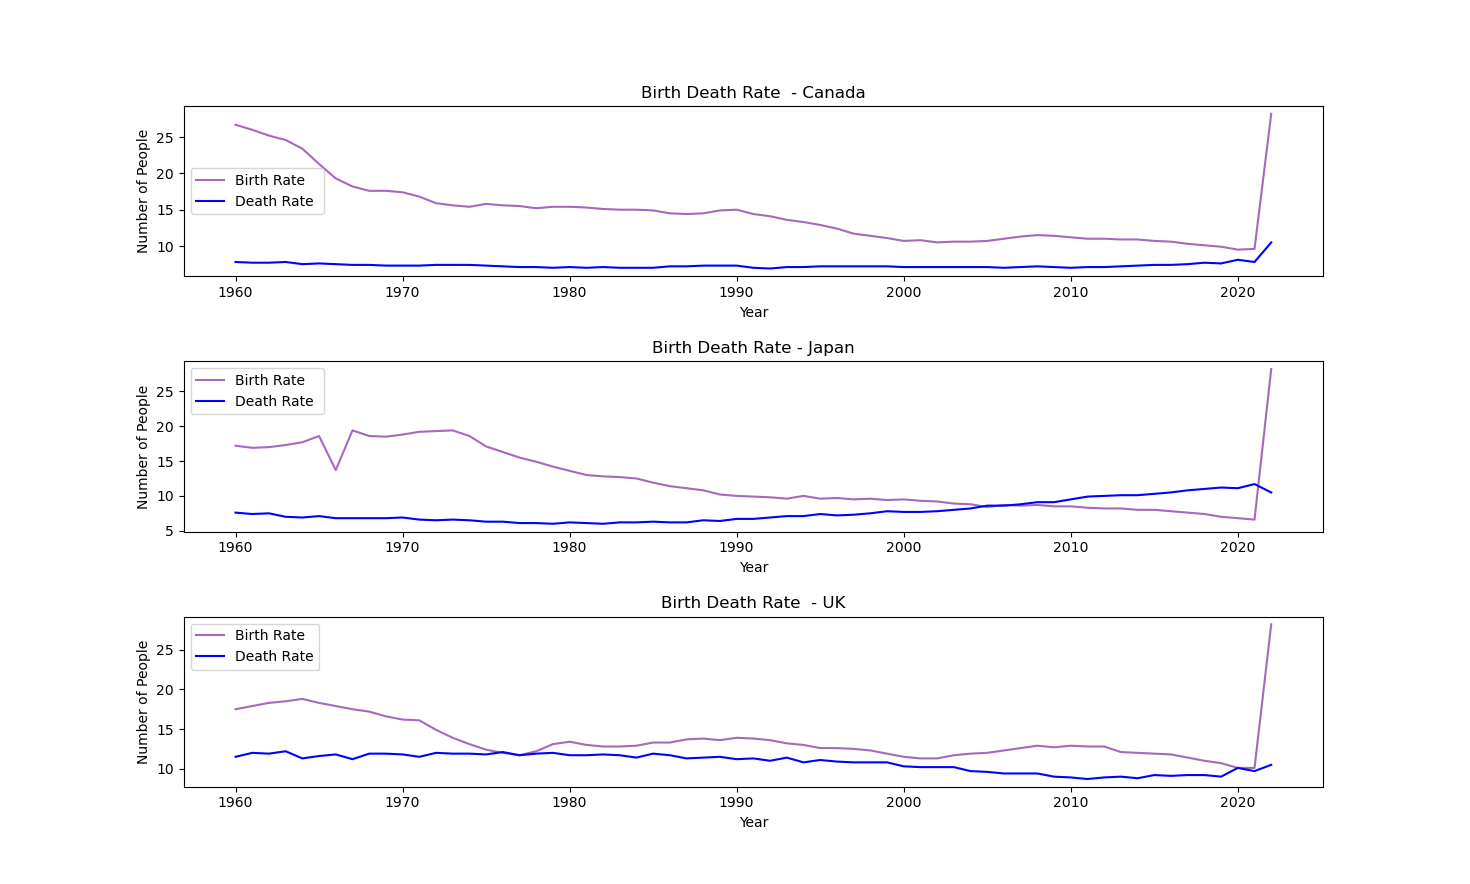 Birth Death Rate  - Canada
Number of People
25
20
15
10
Birth Rate
Death Rate
1960 1970 1980 1990 2000 2010 2020
Year
Birth Death Rate - Japan
Number of People
25
20
15
10
5
Birth Rate
Death Rate
1960 1970 1980 1990 2000 2010 2020
Year
Birth Death Rate  - UK
Number of People
25
20
15
10
Birth Rate
Death Rate
1960 1970 1980 1990 2000 2010 2020
Year